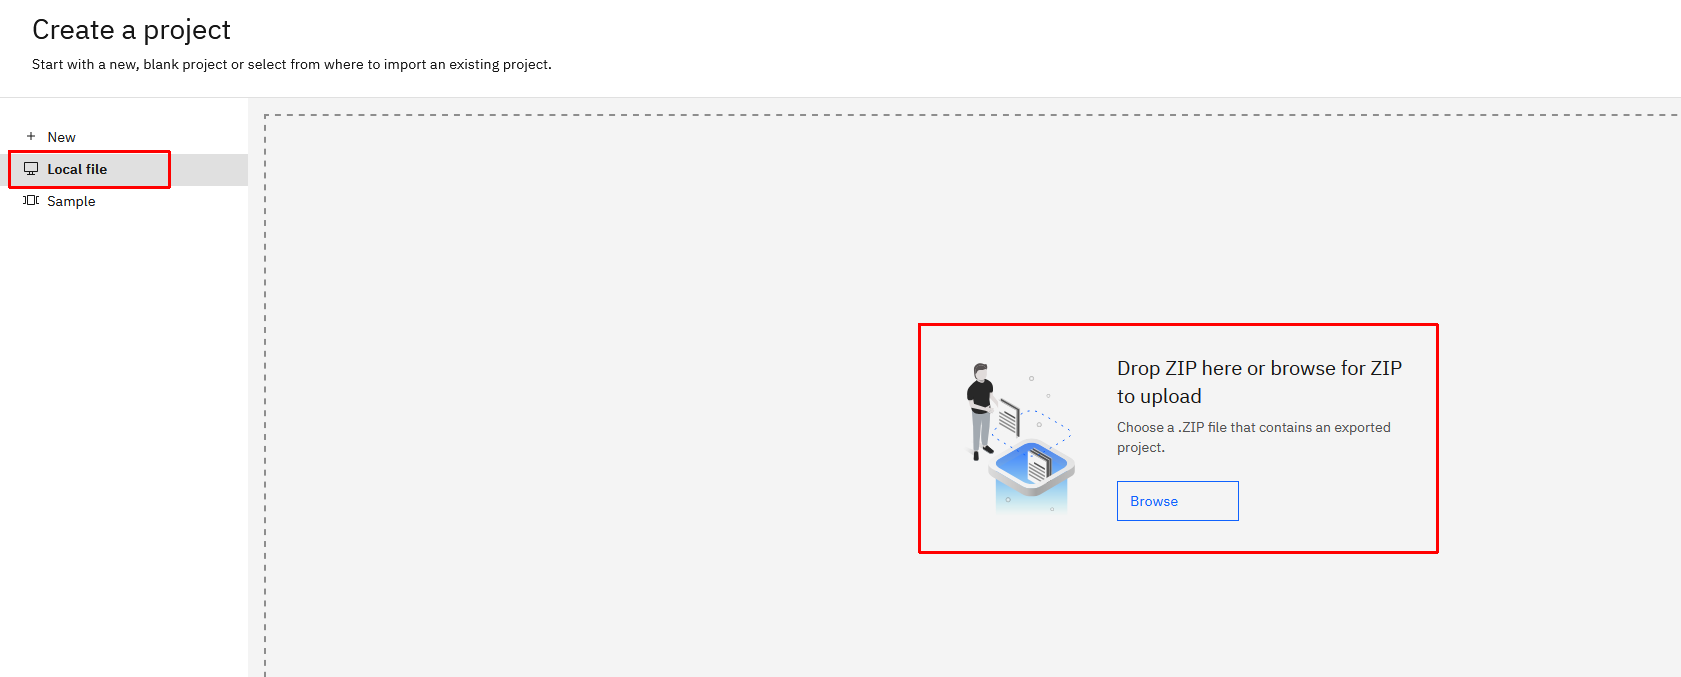 Create a project
Start with a new, blank project or select from where to import an existing project.
New
Local file
Sample
Drop ZIP here or browse for ZIP
to upload
Choose a .ZIP file that contains an exported
project.
Browse